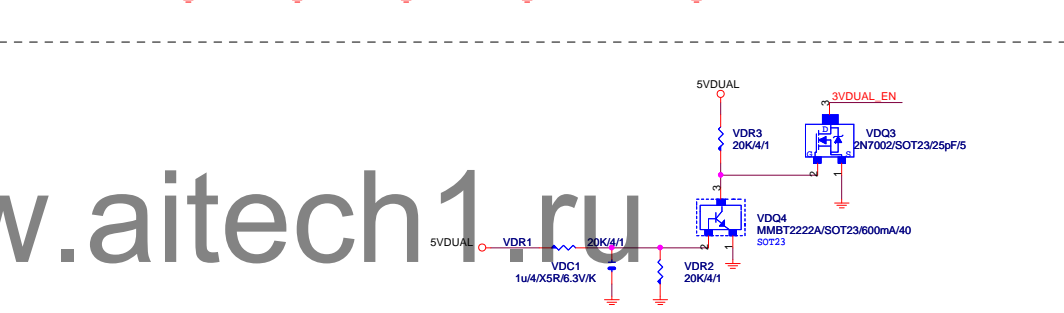 5VDUAL
3VDUAL_EN
3
VDR3
20K/4/1
D
G
S
VDQ3
2N7002/SOT23/25pF/5
2
1
3
w.aitech1.ru
VDQ4
MMBT2222A/SOT23/600mA/40
SOT23
5VDUAL
VDR1
20K/4/1
2
1
VDC1
1u/4/X5R/6.3V/K
VDR2
20K/4/1